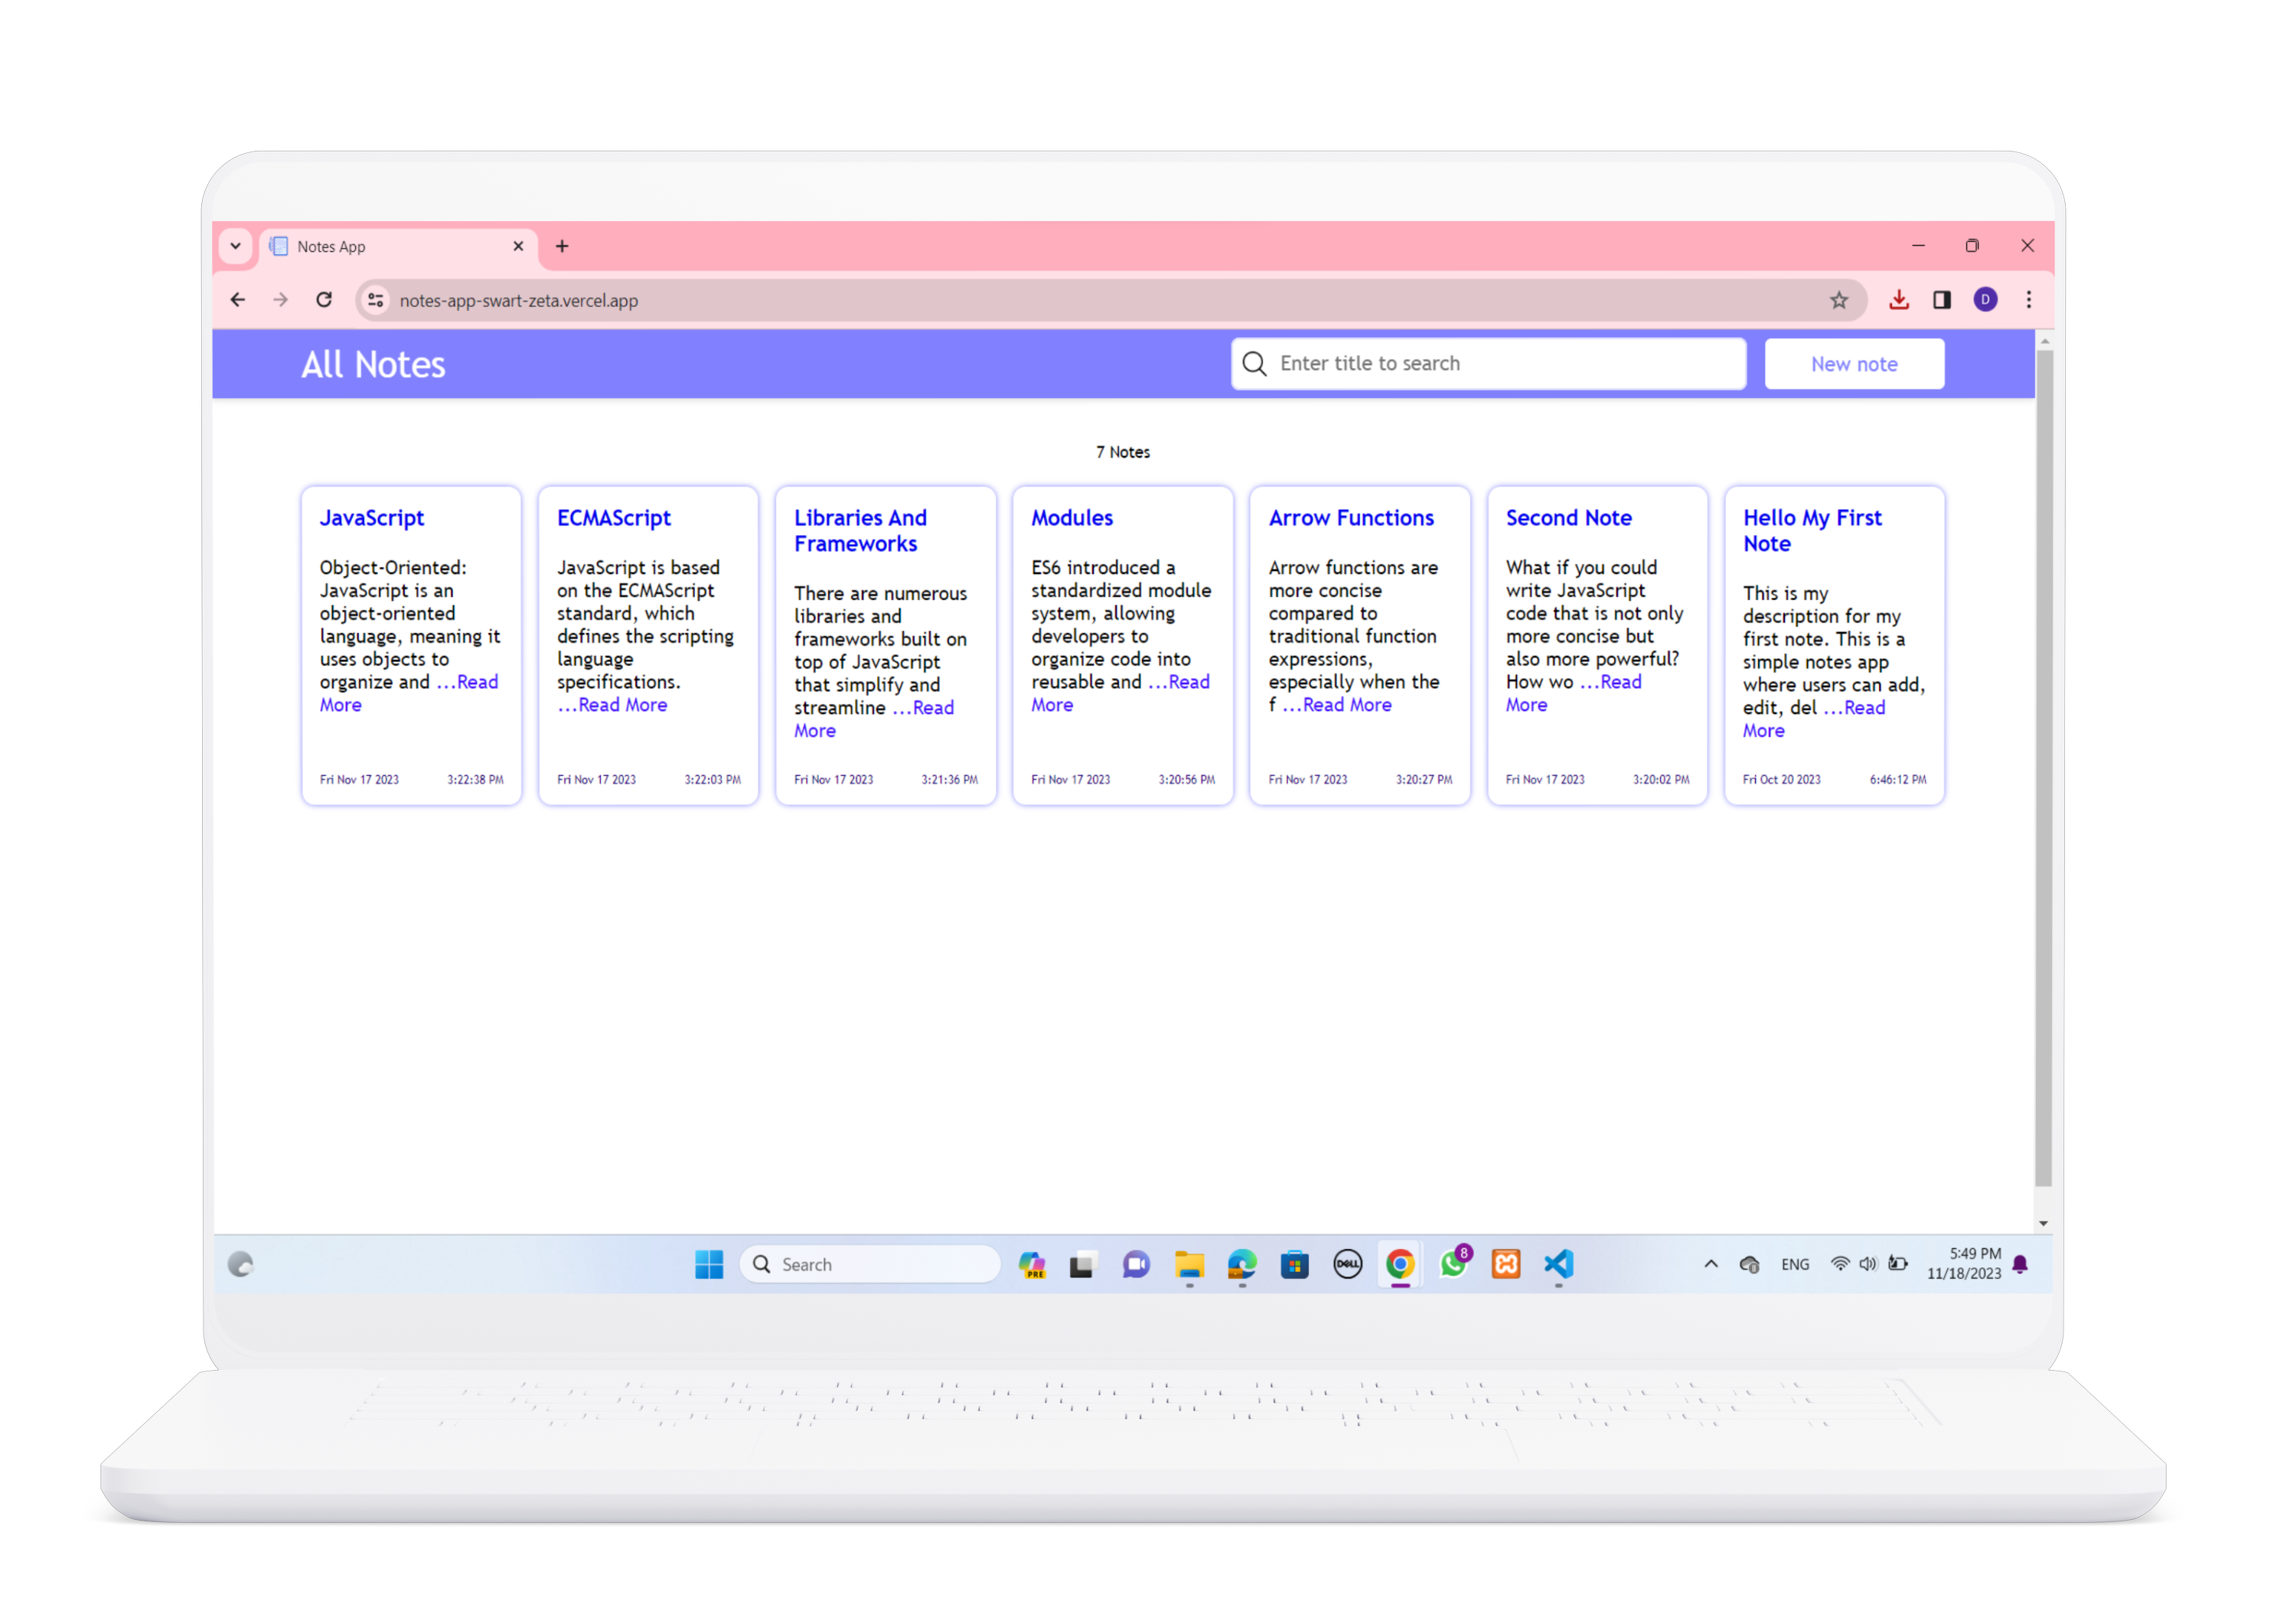 Notes App
notes-app-swart-zeta.vercel.app
D
All Notes
Enter title to search
New note
7 Notes
JavaScript
Object-Oriented:
JavaScript is an
object-oriented
language, meaning it
uses objects to
organize and ...Read
More
Fri Nov 17 2023 3:22:38 PM
ECMAScript
JavaScript is based
on the ECMAScript
standard, which
defines the scripting
language
specifications.
...Read More
Fri Nov 17 2023 3:22:03 PM
Libraries And
Frameworks
There are numerous
libraries and
frameworks built on
top of JavaScript
that simplify and
streamline ...Read
More
Fri Nov 17 2023 3:21:36 PM
Modules
ES6 introduced a
standardized module
system, allowing
developers to
organize code into
reusable and ...Read
More
Fri Nov 17 2023 3:20:56 PM
Arrow Functions
Arrow functions are
more concise
compared to
traditional function
expressions,
especially when the
f ...Read More
Fri Nov 17 2023 3:20:27 PM
Second Note
What if you could
write JavaScript
code that is not only
more concise but
also more powerful?
How wo ...Read
More
Fri Nov 17 2023 3:20:02 PM
Hello My First
Note
This is my
description for my
first note. This is a
simple notes app
where users can add,
edit, del ...Read
More
Fri Oct 20 2023 6:46:12 PM
Search
PRE
DELL
8
ENG
5:49 PM
11/18/2023